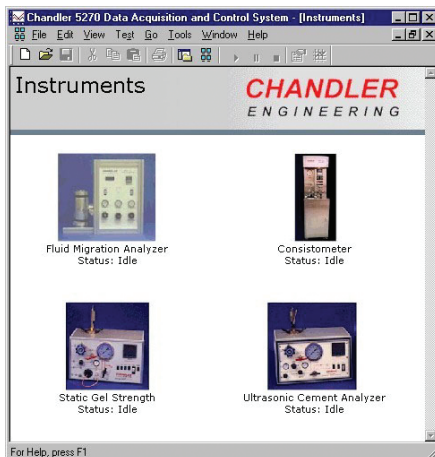 Chandler 5270 Data Acquisition and Control System - [Instruments]
File Edit View Test Go Tools Window Help
Instruments
CHANDLER
ENGINEERING
Fluid Migration Analyzer
Status: Idle
Consistometer
Status: Idle
Static Gel Strength
Status: Idle
Ultrasonic Cement Analyzer
Status: Idle
For Help, press F1